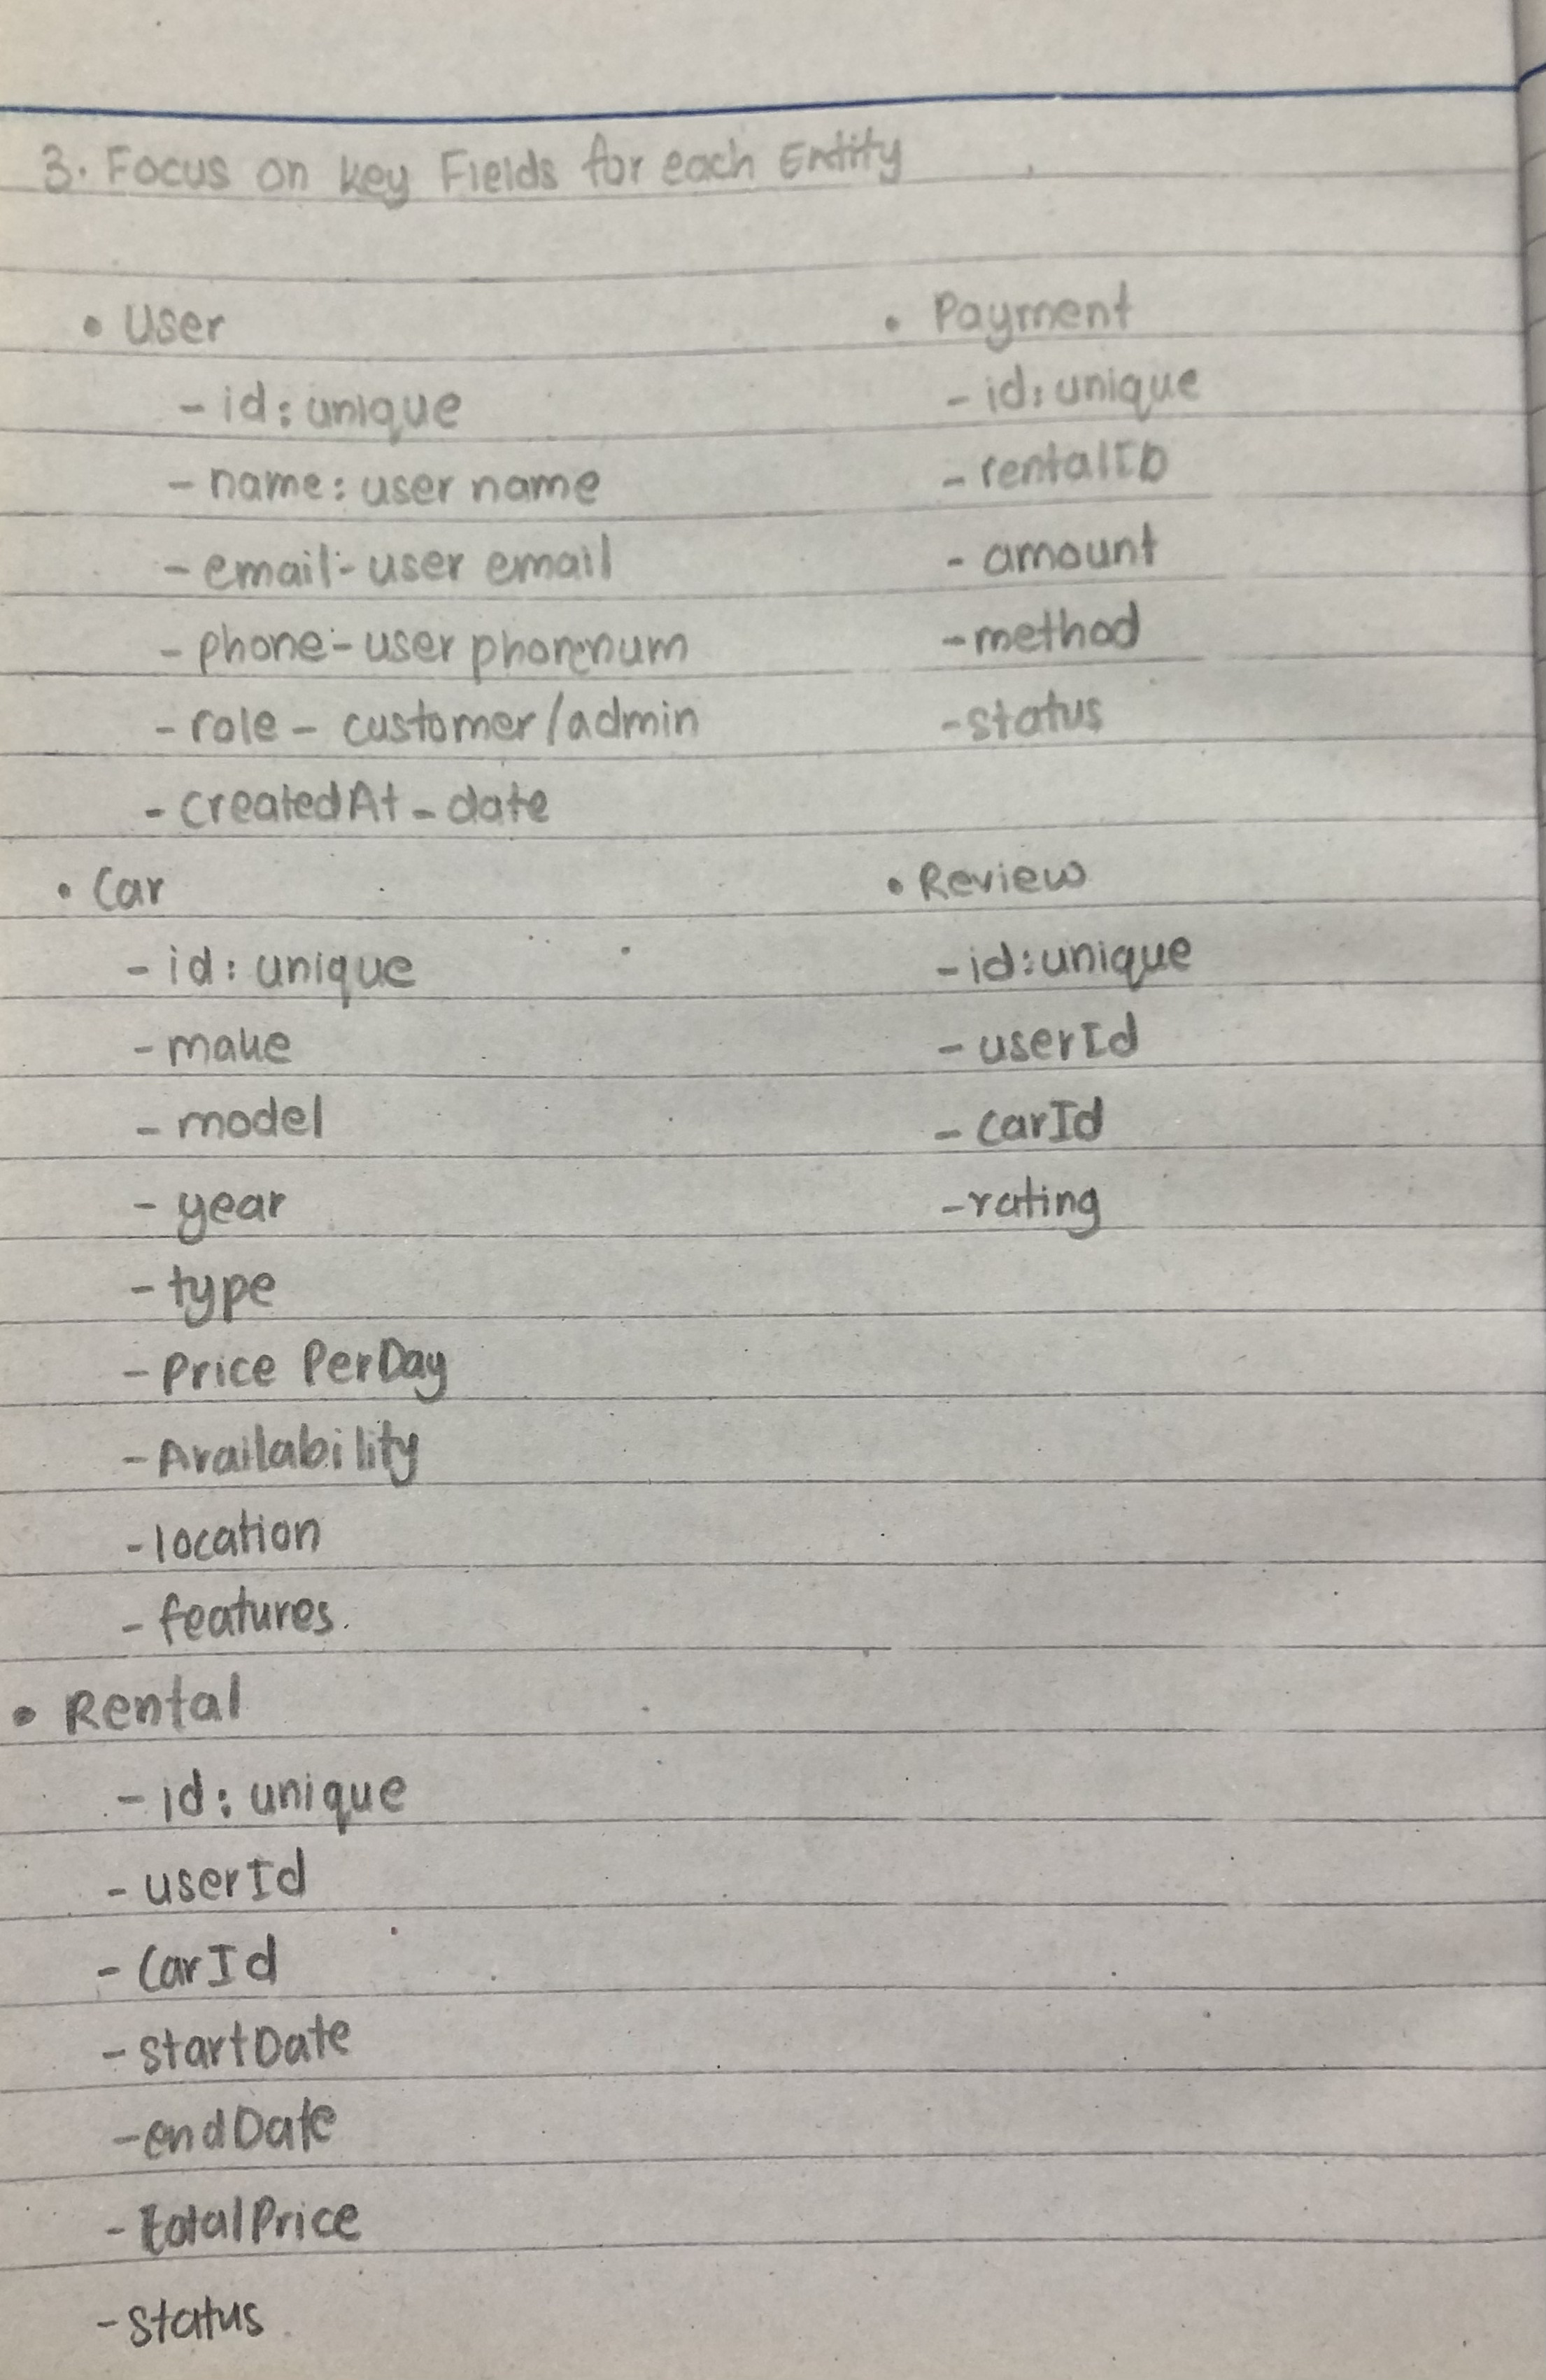 3. Focus on key Fields for each Entity
• User
- id: unique
- name: user name
- email:- user email
- phone:- user phonenum
- role - customer/admin
- createdAt - date
• Car
- id: unique
- make
- model
- year
- type
- Price PerDay
- Availability
- location
- features.
• Rental
- id: unique
- userId
- CarId
- startDate
- endDate
- totalPrice
- status
• Payment
- id: unique
- rentalID
- amount
- method
- status
• Review
- id:unique
- userId
- CarId
- rating